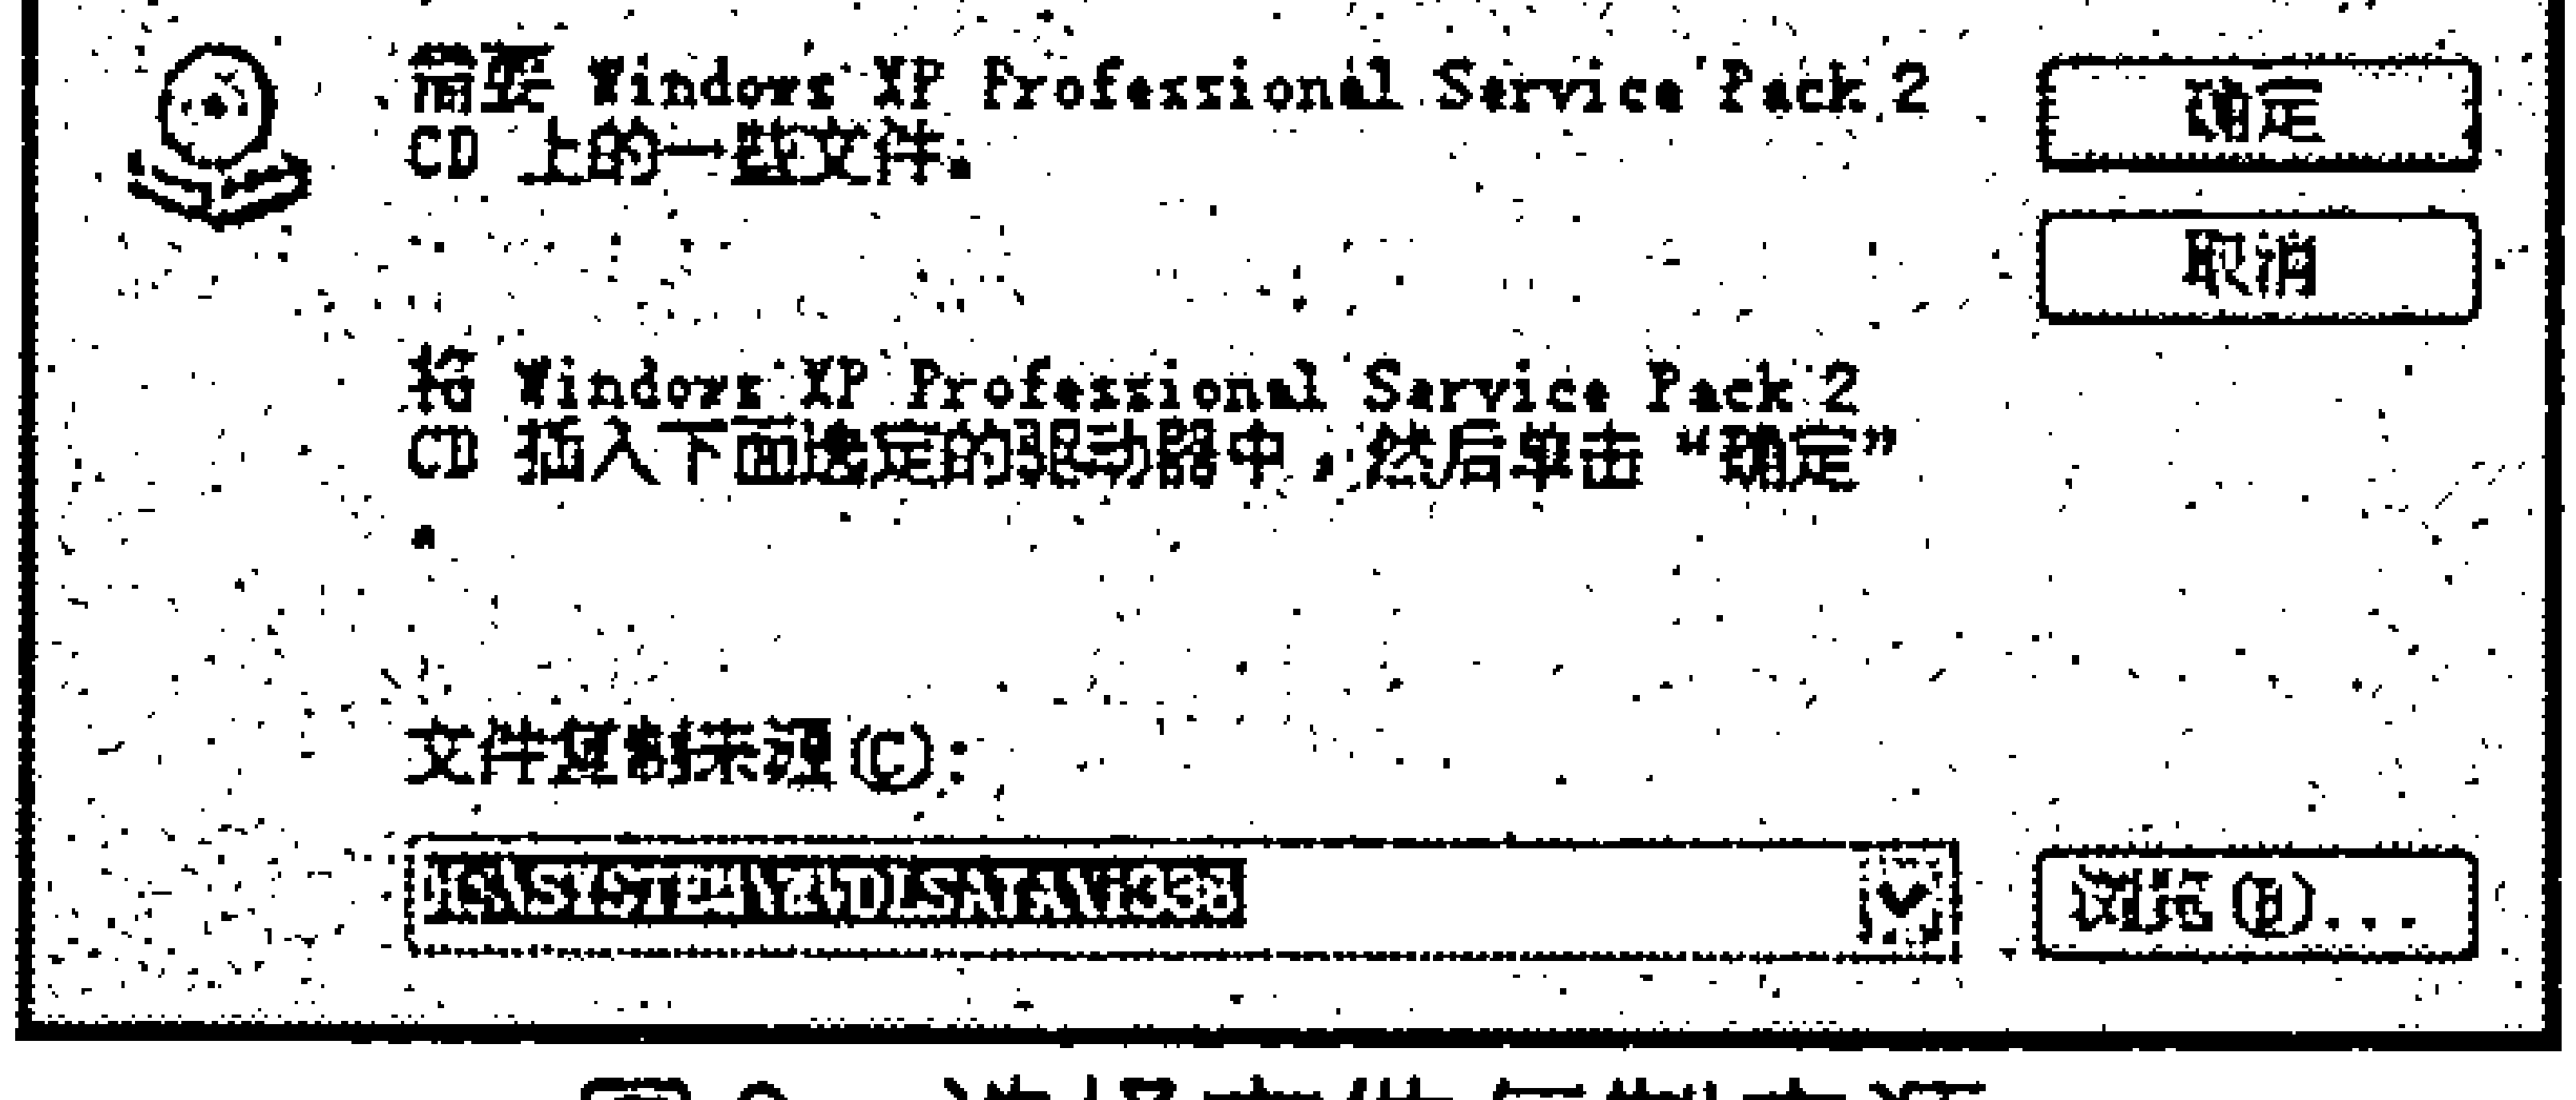 需要 Windows XP Professional Service Pack 2
CD 上的一些文件。
确定
取消
将 Windows XP Professional Service Pack 2
CD 插入下面选定的驱动器中，然后单击“确定”
。
文件复制来源(C):
浏览(B)...